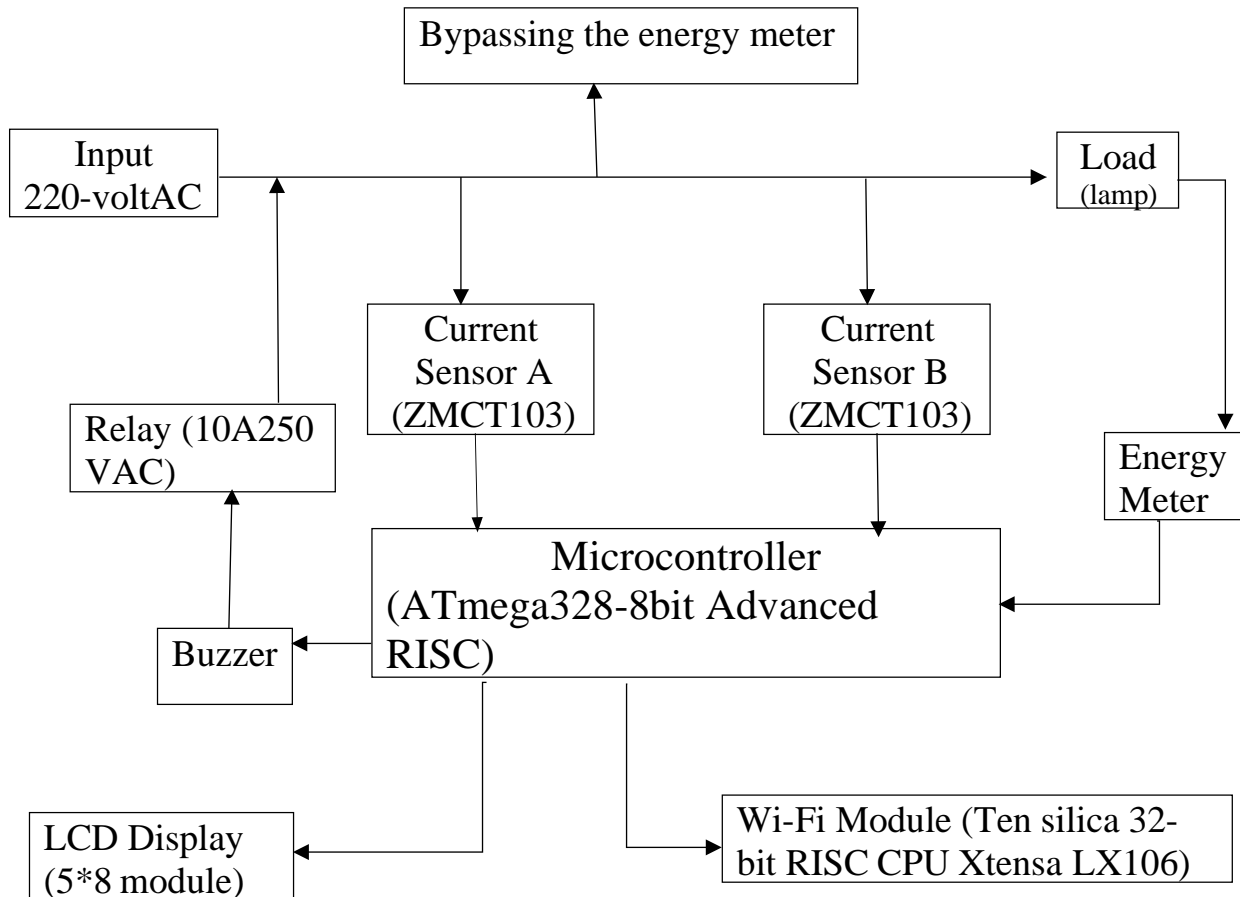 Bypassing the energy meter
Input
220-voltAC
Load
(lamp)
Current
Sensor A
(ZMCT103)
Current
Sensor B
(ZMCT103)
Relay (10A250
VAC)
Energy
Meter
Microcontroller
(ATmega328-8bit Advanced
RISC)
Buzzer
LCD Display
(5*8 module)
Wi-Fi Module (Ten silica 32-
bit RISC CPU Xtensa LX106)